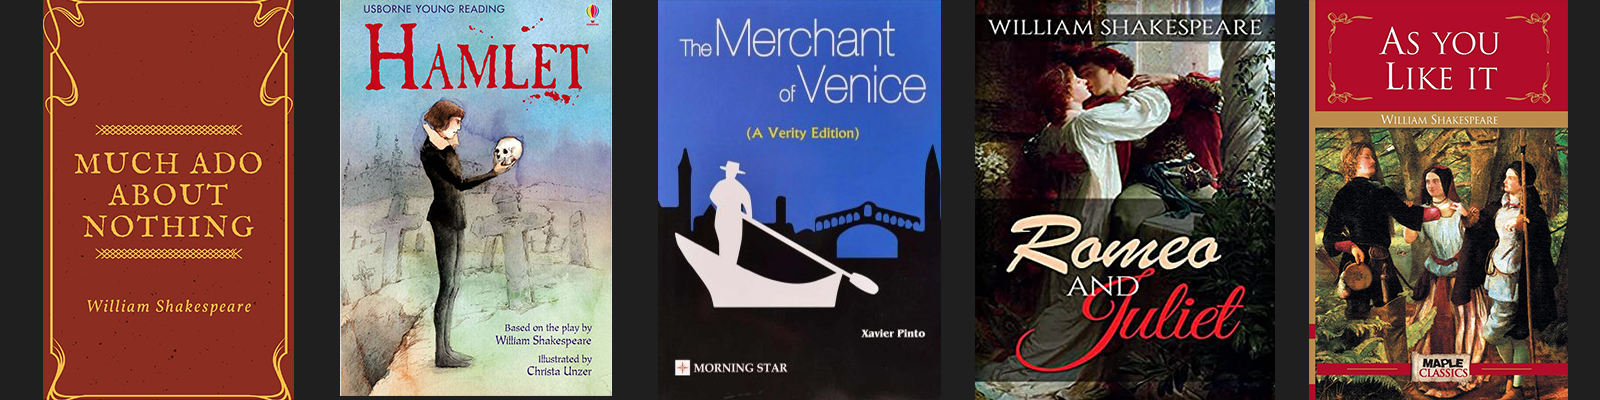 MUCH ADO
ABOUT
NOTHING
William Shakespeare
USBORNE YOUNG READING
HAMLET
Based on the play by
William Shakespeare
Illustrated by
Christa Unzer
The Merchant
of Venice
(A Verity Edition)
Xavier Pinto
MORNING STAR
WILLIAM SHAKESPEARE
Romeo
AND
Juliet
AS YOU
LIKE IT
WILLIAM SHAKESPEARE
MAPLE
CLASSICS